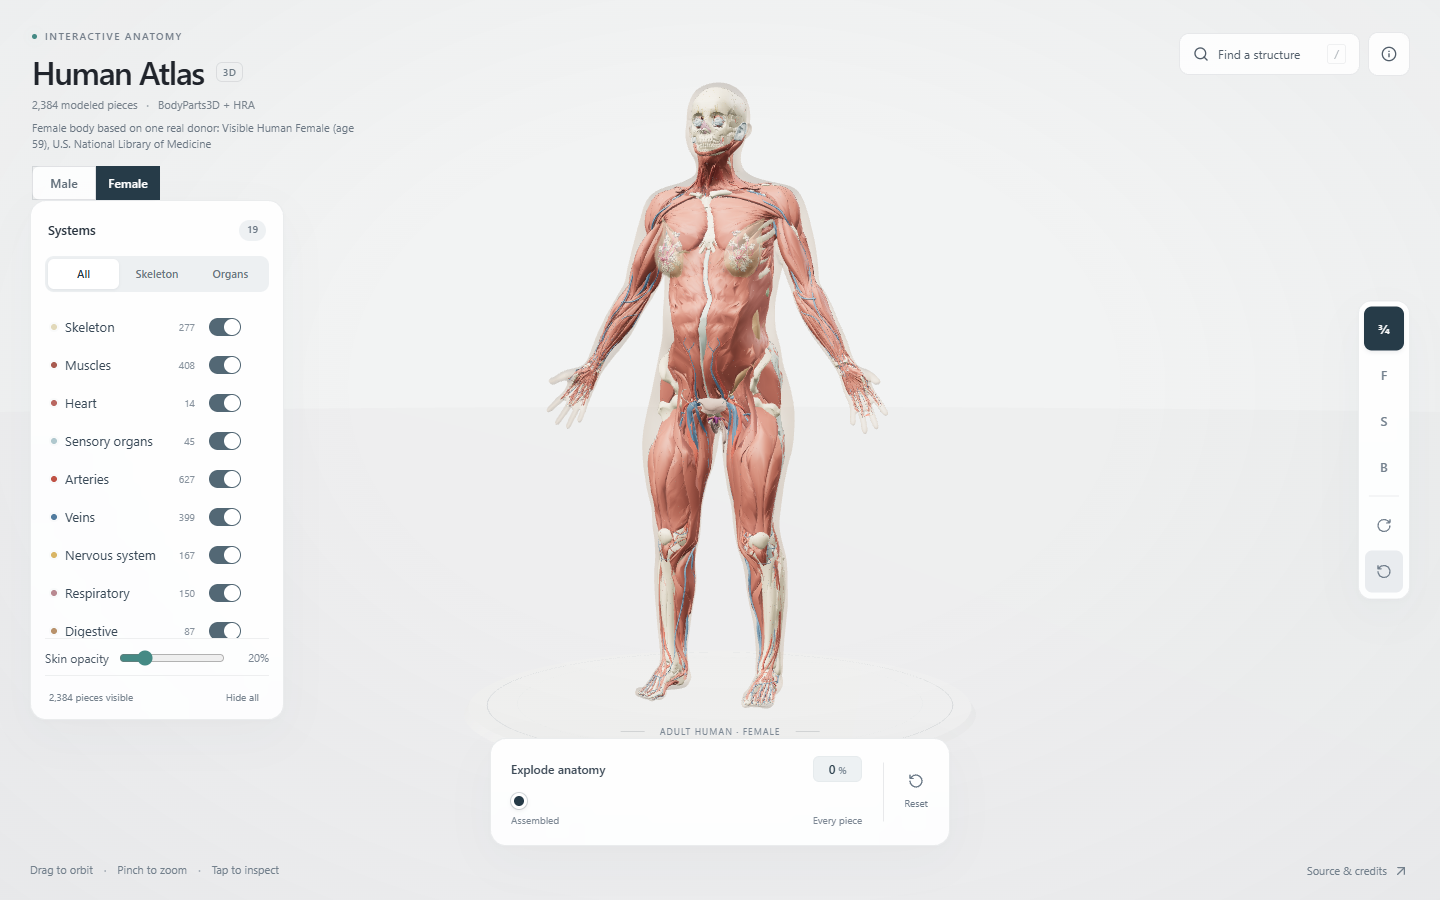 INTERACTIVE ANATOMY
Human Atlas 3D
2,384 modeled pieces · BodyParts3D + HRA
Female body based on one real donor: Visible Human Female (age
59), U.S. National Library of Medicine
Male Female
Systems 19
All Skeleton Organs
Skeleton 277
Muscles 408
Heart 14
Sensory organs 45
Arteries 627
Veins 399
Nervous system 167
Respiratory 150
Digestive 87
Skin opacity 20%
2,384 pieces visible Hide all
Find a structure /
¾
F
S
B
ADULT HUMAN · FEMALE
Explode anatomy 0 %
Assembled Every piece
Reset
Drag to orbit · Pinch to zoom · Tap to inspect
Source & credits